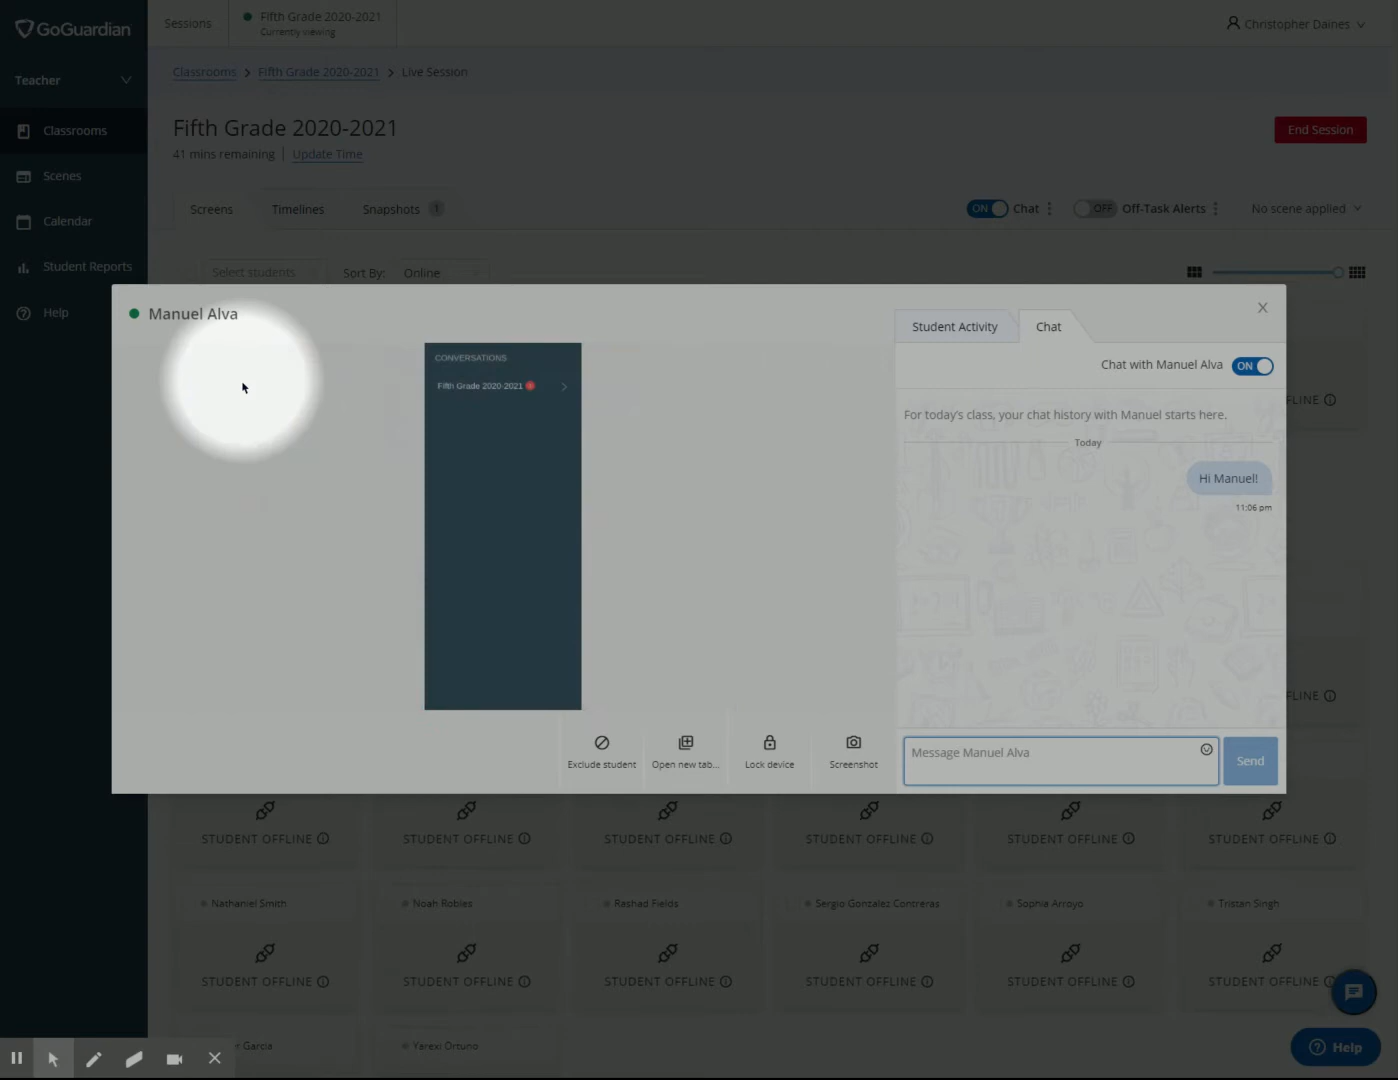 GoGuardian
Sessions
Fifth Grade 2020-2021
Currently viewing
Christopher Daines
Teacher
Classrooms
Scenes
Calendar
Student Reports
Help
Classrooms > Fifth Grade 2020-2021 > Live Session
Fifth Grade 2020-2021
End Session
41 mins remaining | Update Time
Screens
Timelines
Snapshots 1
ON Chat
OFF Off-Task Alerts
No scene applied
Select students
Sort By: Online
Manuel Alva
CONVERSATIONS
Fifth Grade 2020-2021
Student Activity
Chat
Chat with Manuel Alva ON
For today's class, your chat history with Manuel starts here.
Today
Hi Manuel!
11:06 pm
Exclude student
Open new tab...
Lock device
Screenshot
Message Manuel Alva
Send
FLINE
FLINE
STUDENT OFFLINE STUDENT OFFLINE STUDENT OFFLINE STUDENT OFFLINE STUDENT OFFLINE STUDENT OFFLINE
Nathaniel Smith Noah Robles Rashad Fields Sergio Gonzalez Contreras Sophia Arroyo Tristan Singh
STUDENT OFFLINE STUDENT OFFLINE STUDENT OFFLINE STUDENT OFFLINE STUDENT OFFLINE STUDENT OFFLINE
Garcia Yarexi Ortuno
Help